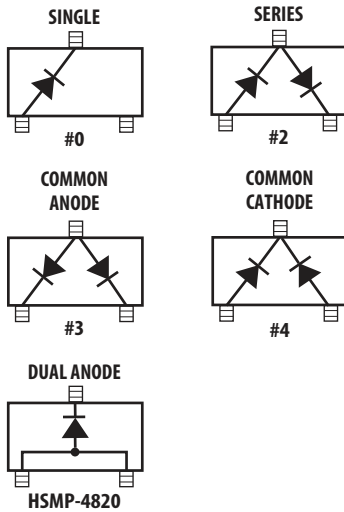 SINGLE
#0
SERIES
#2
COMMON
ANODE
#3
COMMON
CATHODE
#4
DUAL ANODE
HSMP-4820